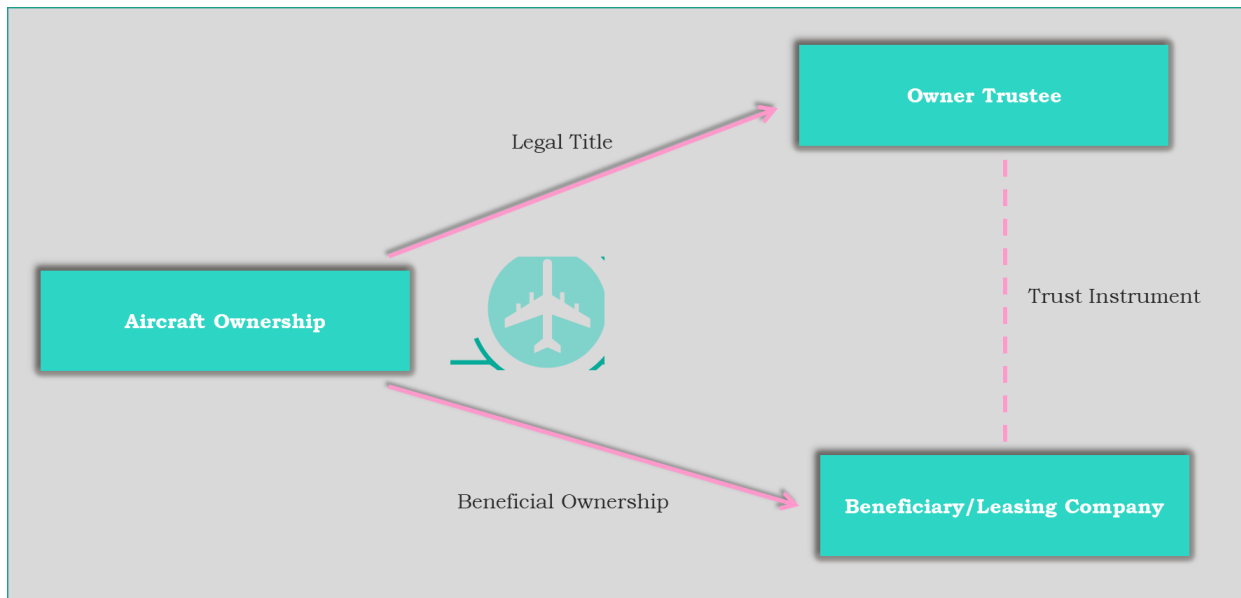 Owner Trustee
Legal Title
Trust Instrument
Aircraft Ownership
Beneficial Ownership
Beneficiary/Leasing Company